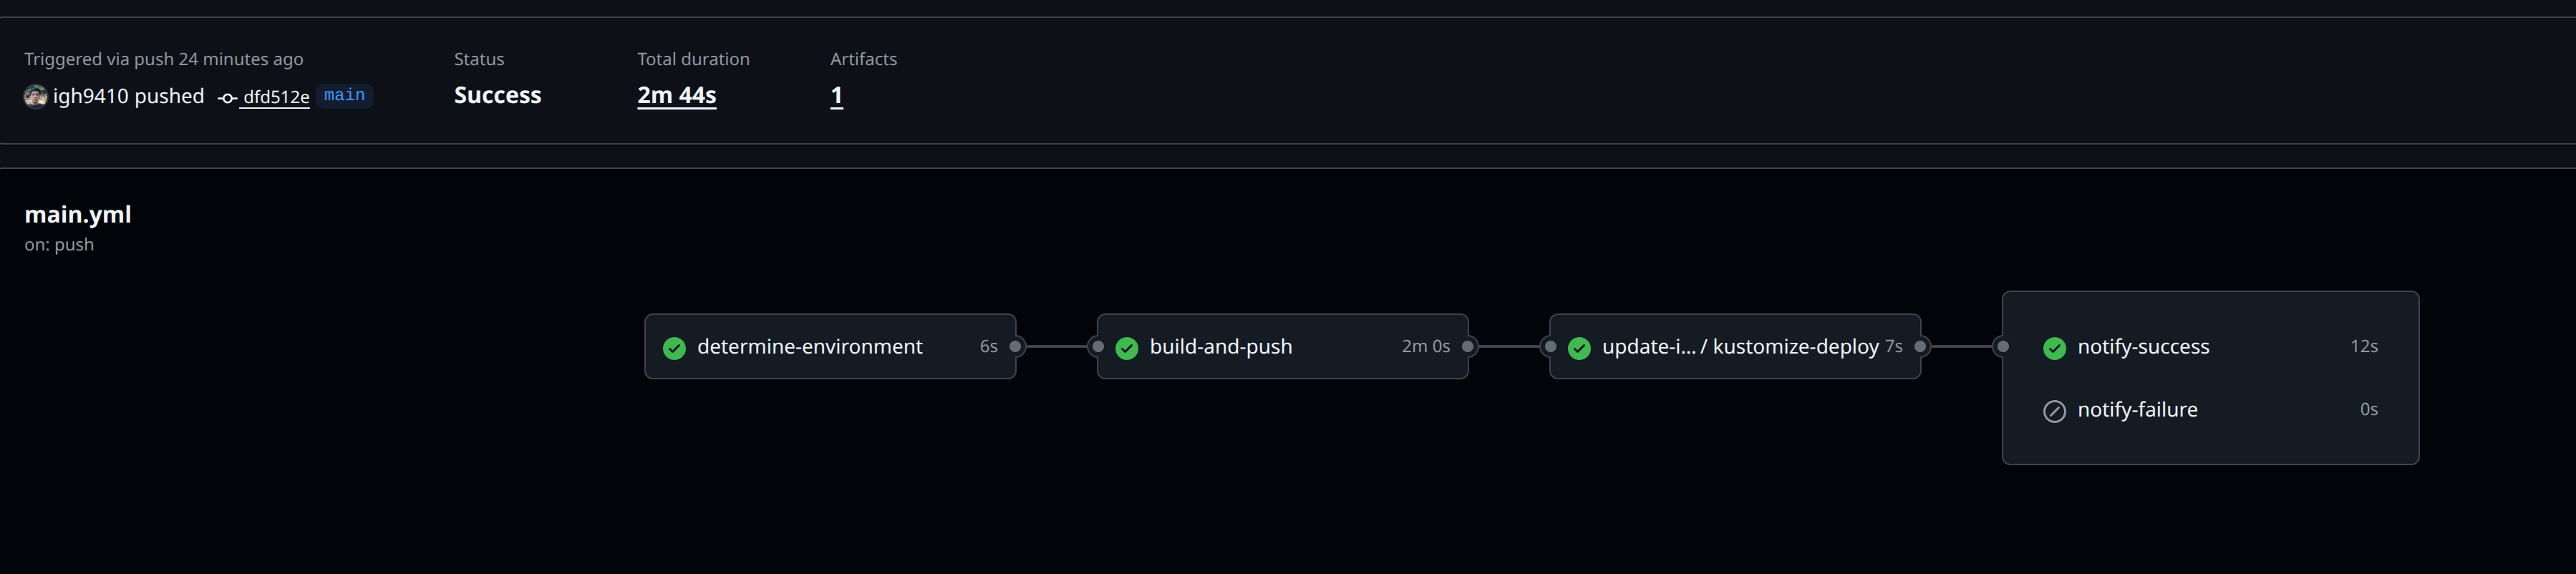 Triggered via push 24 minutes ago
igh9410 pushed dfd512e main
Status
Success
Total duration
2m 44s
Artifacts
1
main.yml
on: push
determine-environment 6s
build-and-push 2m 0s
update-i... / kustomize-deploy 7s
notify-success 12s
notify-failure 0s